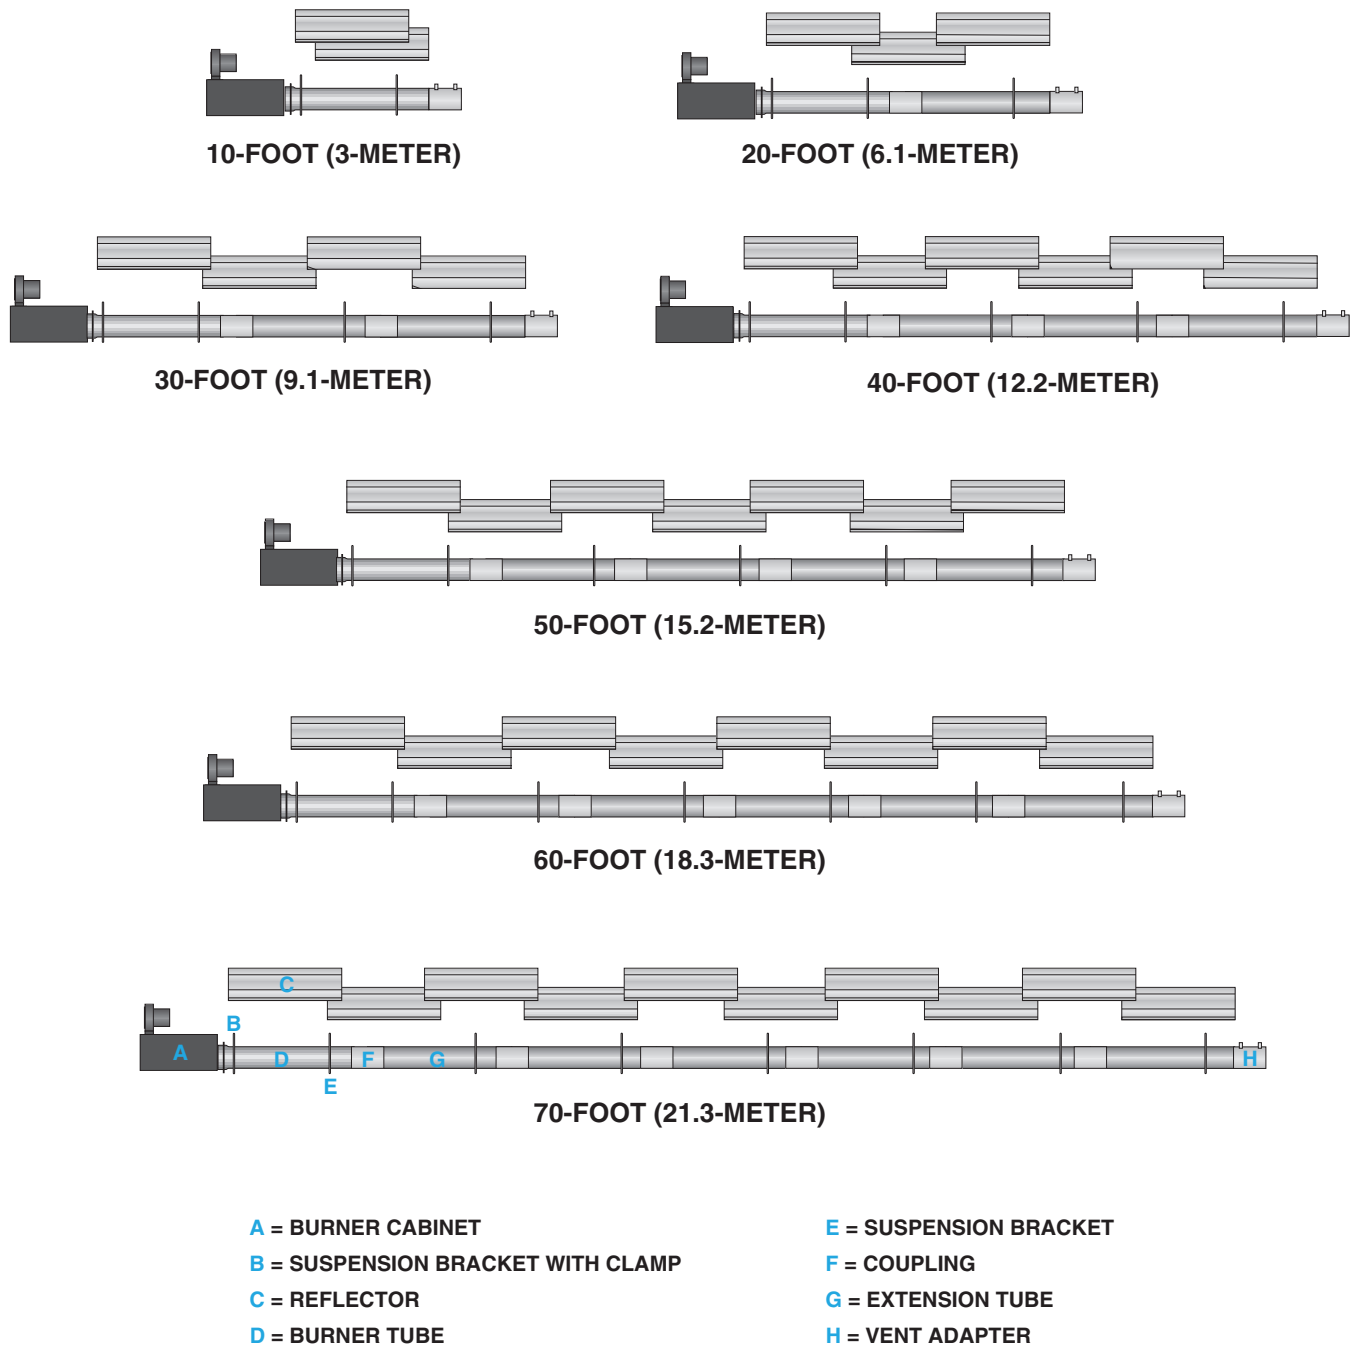 10-FOOT (3-METER)
20-FOOT (6.1-METER)
30-FOOT (9.1-METER)
40-FOOT (12.2-METER)
50-FOOT (15.2-METER)
60-FOOT (18.3-METER)
C
B
A
D
F
G
H
E
70-FOOT (21.3-METER)
A = BURNER CABINET
B = SUSPENSION BRACKET WITH CLAMP
C = REFLECTOR
D = BURNER TUBE
E = SUSPENSION BRACKET
F = COUPLING
G = EXTENSION TUBE
H = VENT ADAPTER